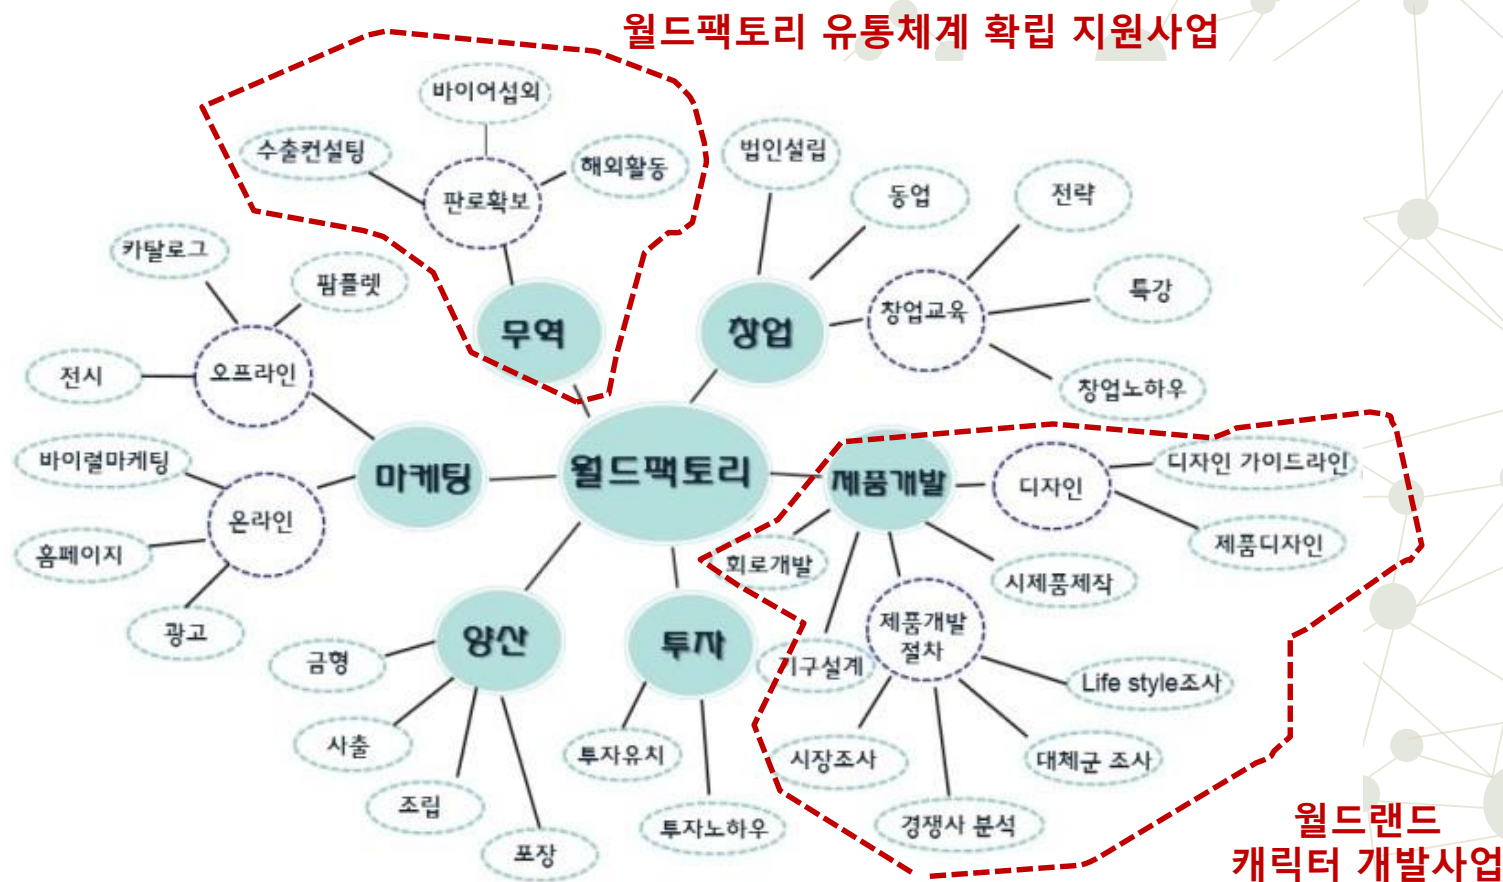 월드팩토리 유통체계 확립 지원사업
바이어섭외
수출컨설팅
해외활동
판로확보
무역
법인설립
동업
전략
특강
창업교육
창업노하우
창업
카탈로그
팜플렛
전시
오프라인
바이럴마케팅
온라인
홈페이지
광고
마케팅
월드팩토리
제품개발
디자인
디자인 가이드라인
제품디자인
회로개발
시제품제작
기구설계
제품개발
절차
Life style조사
대체군 조사
경쟁사 분석
시장조사
양산
금형
사출
조립
포장
투자
투자유치
투자노하우
월드랜드
캐릭터 개발사업